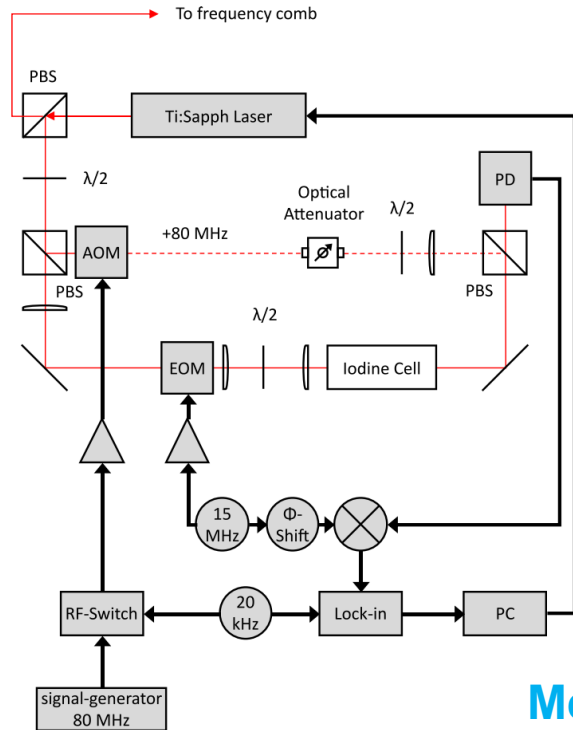 To frequency comb
PBS
Ti:Sapph Laser
λ/2
PD
Optical
Attenuator
λ/2
AOM
+80 MHz
PBS
PBS
λ/2
EOM
Iodine Cell
15
MHz
Φ-
Shift
RF-Switch
20
kHz
Lock-in
PC
signal-generator
80 MHz